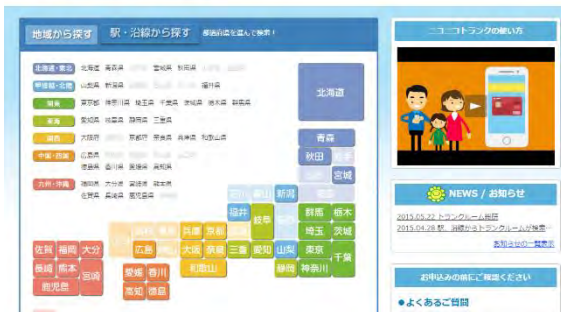 地域から探す 駅・沿線から探す 都道府県を選んで検索!
北海道・東北 北海道 青森県 宮城県 秋田県
甲信越・北陸 山梨県 新潟県 福井県
関東 東京都 神奈川県 埼玉県 千葉県 茨城県 栃木県 群馬県
東海 愛知県 岐阜県 静岡県 三重県
関西 大阪府 京都府 奈良県 兵庫県 和歌山県
中国・四国 広島県
徳島県 香川県 愛媛県 高知県
九州・沖縄 福岡県 大分県 宮崎県 熊本県
佐賀県 長崎県 鹿児島県
北海道
青森
秋田
宮城
新潟
福井 岐阜 群馬 栃木
兵庫 京都 埼玉 茨城
佐賀 福岡 大分 広島 大阪 奈良 三重 愛知 山梨 東京 千葉
長崎 熊本 宮崎 愛媛 香川 和歌山 静岡 神奈川
鹿児島 高知 徳島
ニコニコトランクの使い方
NEWS / お知らせ
2015.05.22 トランクルーム
2015.04.28 駅、沿線からトランクルームが検索…
お知らせの一覧表示
お申込みの前にご確認ください
●よくあるご質問